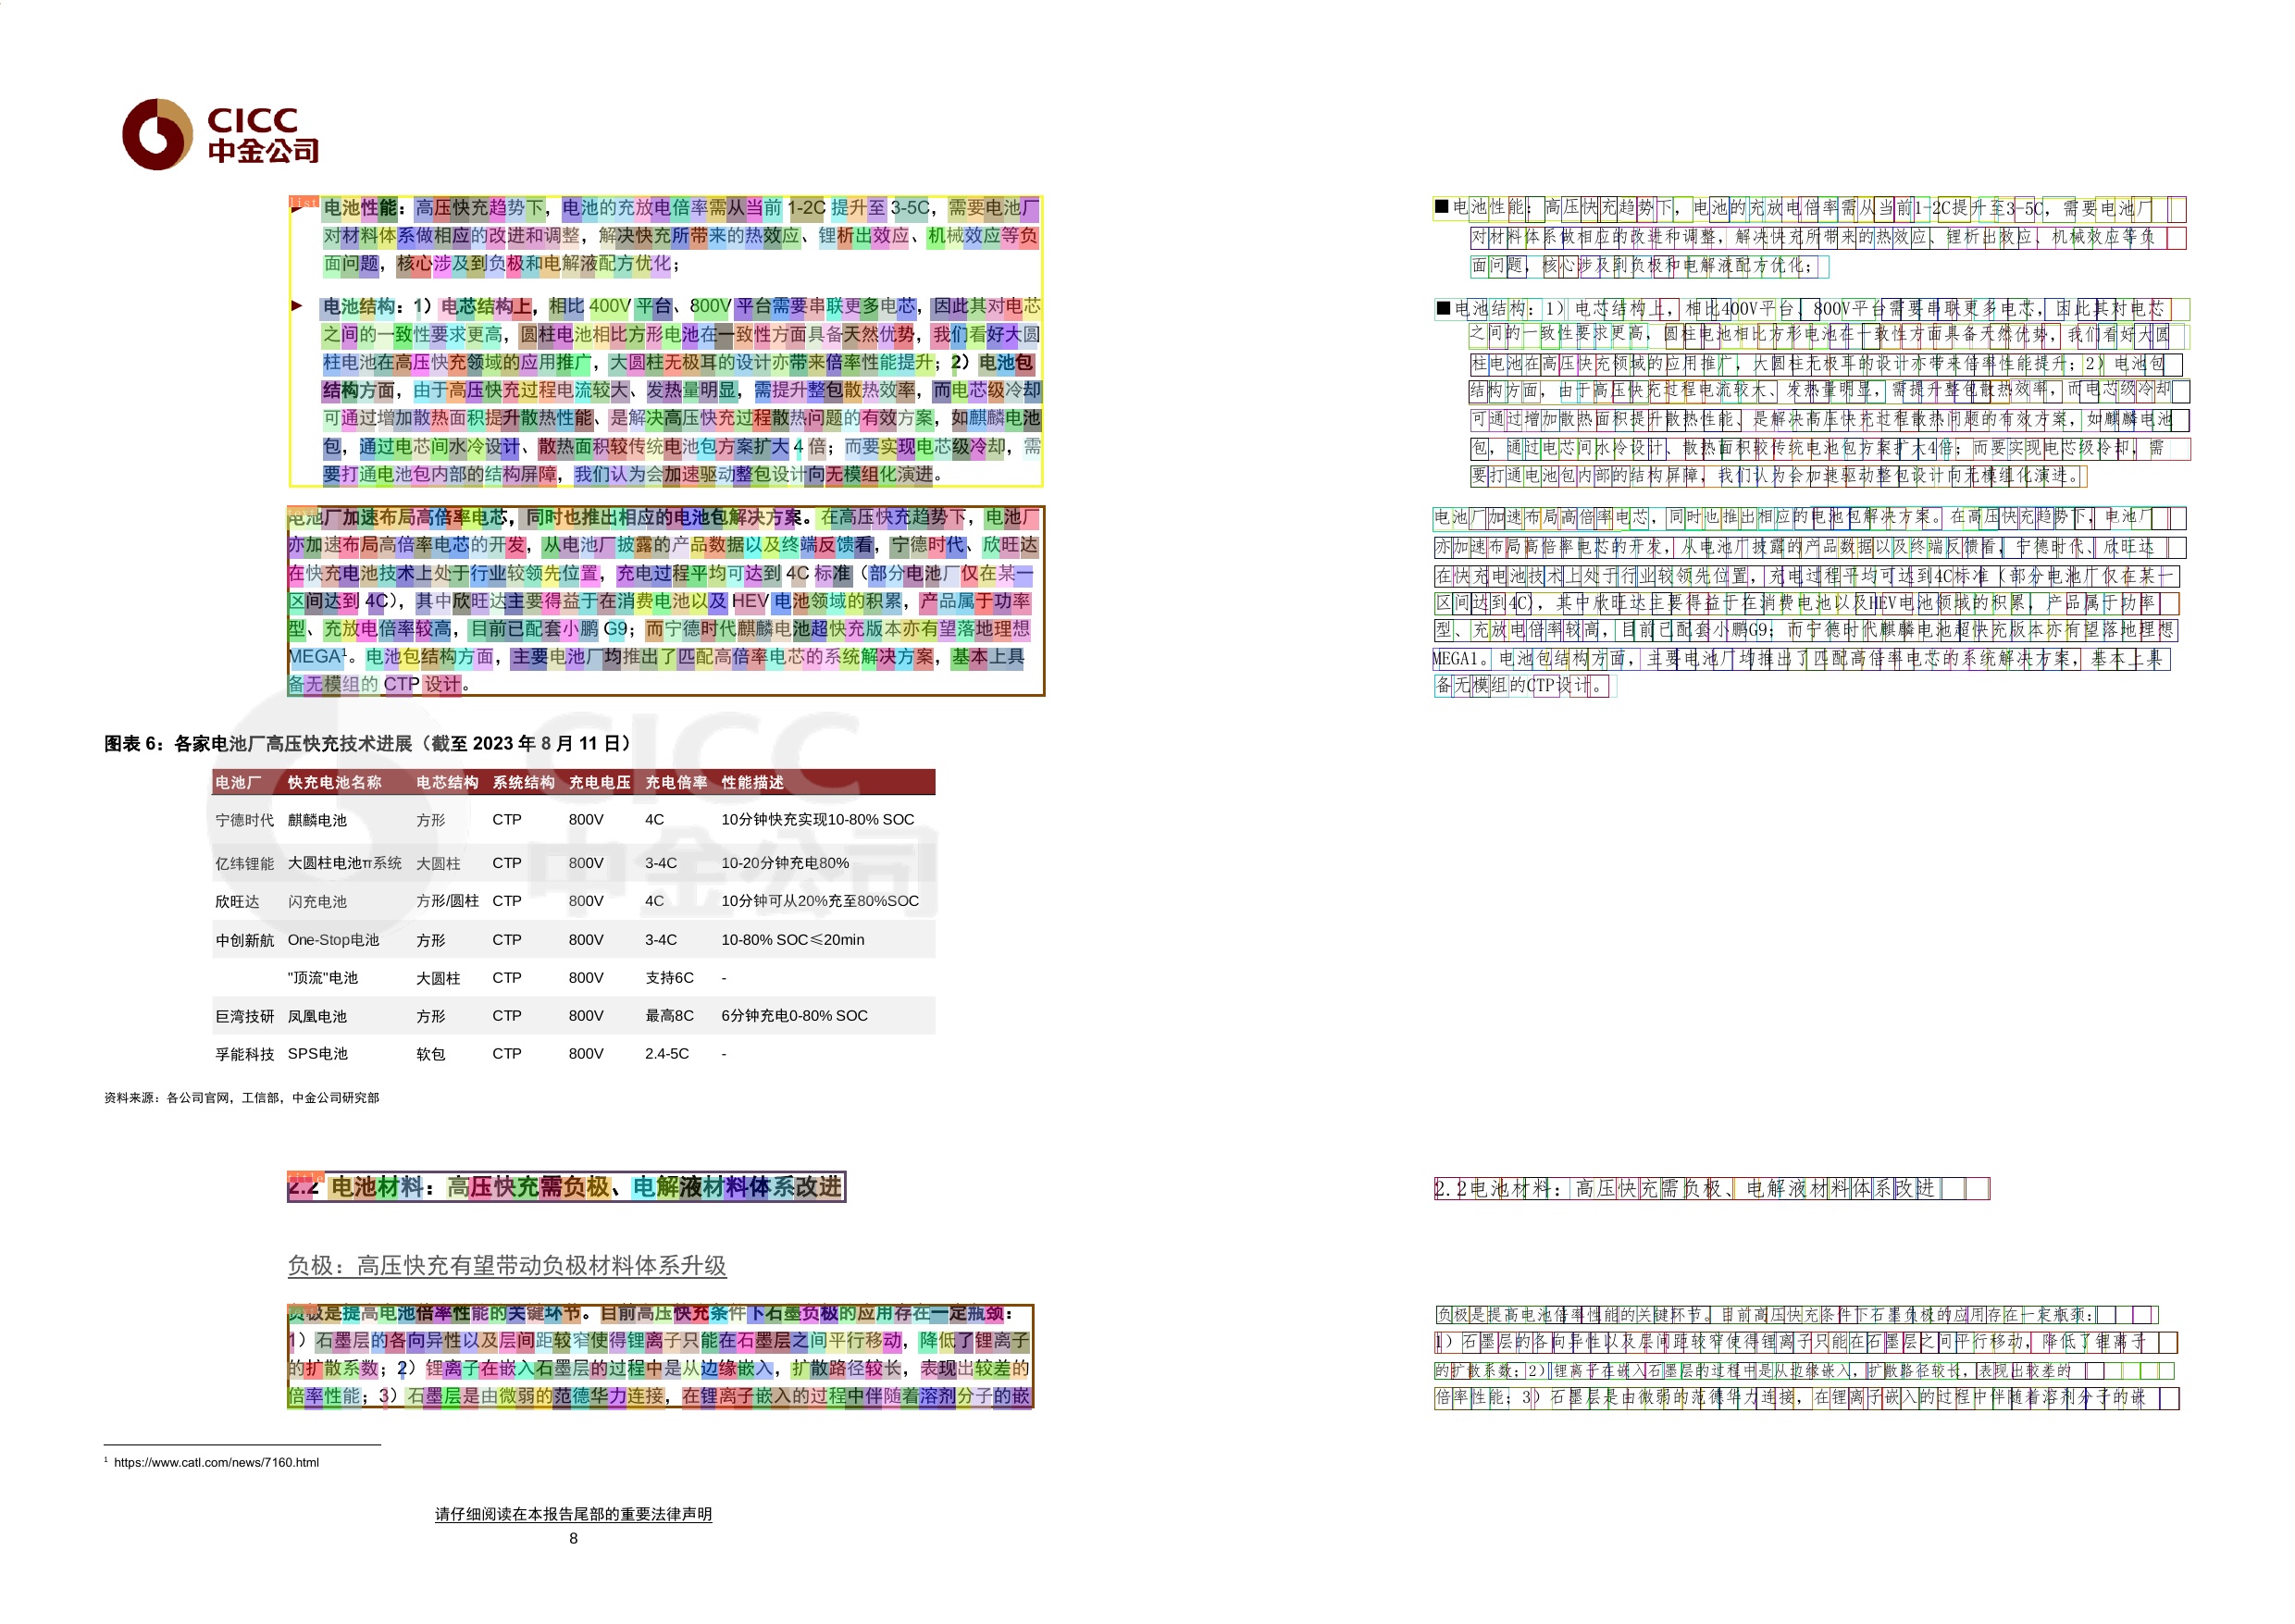 CICC
中金公司
list
电池性能：高压快充趋势下，电池的充放电倍率需从当前 1-2C 提升至 3-5C，需要电池厂
对材料体系做相应的改进和调整，解决快充所带来的热效应、锂析出效应、机械效应等负
面问题，核心涉及到负极和电解液配方优化；
电池结构：1）电芯结构上，相比 400V 平台、800V 平台需要串联更多电芯，因此其对电芯
之间的一致性要求更高，圆柱电池相比方形电池在一致性方面具备天然优势，我们看好大圆
柱电池在高压快充领域的应用推广，大圆柱无极耳的设计亦带来倍率性能提升；2）电池包
结构方面，由于高压快充过程电流较大、发热量明显，需提升整包散热效率，而电芯级冷却
可通过增加散热面积提升散热性能、是解决高压快充过程散热问题的有效方案，如麒麟电池
包，通过电芯间水冷设计、散热面积较传统电池包方案扩大 4 倍；而要实现电芯级冷却，需
要打通电池包内部的结构屏障，我们认为会加速驱动整包设计向无模组化演进。
电池厂加速布局高倍率电芯，同时也推出相应的电池包解决方案。在高压快充趋势下，电池厂
亦加速布局高倍率电芯的开发，从电池厂披露的产品数据以及终端反馈看，宁德时代、欣旺达
在快充电池技术上处于行业较领先位置，充电过程平均可达到 4C 标准（部分电池厂仅在某一
区间达到 4C），其中欣旺达主要得益于在消费电池以及 HEV 电池领域的积累，产品属于功率
型、充放电倍率较高，目前已配套小鹏 G9；而宁德时代麒麟电池超快充版本亦有望落地理想
MEGA1。电池包结构方面，主要电池厂均推出了匹配高倍率电芯的系统解决方案，基本上具
备无模组的 CTP 设计。
CICC
中金公司
图表 6：各家电池厂高压快充技术进展（截至 2023 年 8 月 11 日）
电池厂 快充电池名称 电芯结构 系统结构 充电电压 充电倍率 性能描述
宁德时代 麒麟电池 方形 CTP 800V 4C 10分钟快充实现10-80% SOC
亿纬锂能 大圆柱电池π系统 大圆柱 CTP 800V 3-4C 10-20分钟充电80%
欣旺达 闪充电池 方形/圆柱 CTP 800V 4C 10分钟可从20%充至80%SOC
中创新航 One-Stop电池 方形 CTP 800V 3-4C 10-80% SOC≤20min
"顶流"电池 大圆柱 CTP 800V 支持6C -
巨湾技研 凤凰电池 方形 CTP 800V 最高8C 6分钟充电0-80% SOC
孚能科技 SPS电池 软包 CTP 800V 2.4-5C -
资料来源：各公司官网，工信部，中金公司研究部
2.2 电池材料：高压快充需负极、电解液材料体系改进
负极：高压快充有望带动负极材料体系升级
负极是提高电池倍率性能的关键环节。目前高压快充条件下石墨负极的应用存在一定瓶颈：
1）石墨层的各向异性以及层间距较窄使得锂离子只能在石墨层之间平行移动，降低了锂离子
的扩散系数；2）锂离子在嵌入石墨层的过程中是从边缘嵌入，扩散路径较长，表现出较差的
倍率性能；3）石墨层是由微弱的范德华力连接，在锂离子嵌入的过程中伴随着溶剂分子的嵌
1 https://www.catl.com/news/7160.html
请仔细阅读在本报告尾部的重要法律声明
8
■电池性能：高压快充趋势下，电池的充放电倍率需从当前1-2C提升至3-5C，需要电池厂
对材料体系做相应的改进和调整，解决快充所带来的热效应、锂析出效应、机械效应等负
面问题，核心涉及到负极和电解液配方优化；
■电池结构：1）电芯结构上，相比400V平台、800V平台需要串联更多电芯，因此其对电芯
之间的一致性要求更高，圆柱电池相比方形电池在一致性方面具备天然优势，我们看好大圆
柱电池在高压快充领域的应用推广，大圆柱无极耳的设计亦带来倍率性能提升；2）电池包
结构方面，由于高压快充过程电流较大、发热量明显，需提升整包散热效率，而电芯级冷却
可通过增加散热面积提升散热性能、是解决高压快充过程散热问题的有效方案，如麒麟电池
包，通过电芯间水冷设计、散热面积较传统电池包方案扩大4倍；而要实现电芯级冷却，需
要打通电池包内部的结构屏障，我们认为会加速驱动整包设计向无模组化演进。
电池厂加速布局高倍率电芯，同时也推出相应的电池包解决方案。在高压快充趋势下，电池厂
亦加速布局高倍率电芯的开发，从电池厂披露的产品数据以及终端反馈看，宁德时代、欣旺达
在快充电池技术上处于行业较领先位置，充电过程平均可达到4C标准（部分电池厂仅在某一
区间达到4C），其中欣旺达主要得益于在消费电池以及HEV电池领域的积累，产品属于功率
型、充放电倍率较高，目前已配套小鹏G9；而宁德时代麒麟电池超快充版本亦有望落地理想
MEGA1。电池包结构方面，主要电池厂均推出了匹配高倍率电芯的系统解决方案，基本上具
备无模组的CTP设计。
2.2电池材料：高压快充需负极、电解液材料体系改进
负极是提高电池倍率性能的关键环节。目前高压快充条件下石墨负极的应用存在一定瓶颈：
1）石墨层的各向异性以及层间距较窄使得锂离子只能在石墨层之间平行移动，降低了锂离子
的扩散系数；2）锂离子在嵌入石墨层的过程中是从边缘嵌入，扩散路径较长，表现出较差的
倍率性能；3）石墨层是由微弱的范德华力连接，在锂离子嵌入的过程中伴随着溶剂分子的嵌